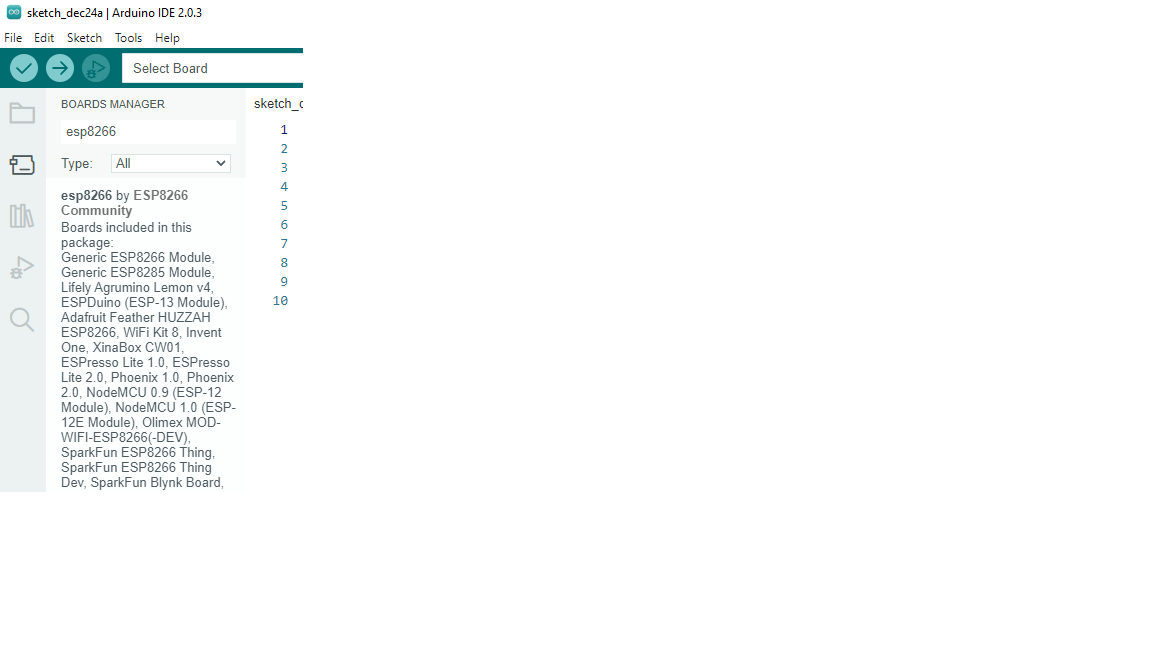 sketch_dec24a | Arduino IDE 2.0.3
File Edit Sketch Tools Help
Select Board
BOARDS MANAGER
esp8266
Type: All
esp8266 by ESP8266
Community
Boards included in this
package:
Generic ESP8266 Module,
Generic ESP8285 Module,
Lifely Agrumino Lemon v4,
ESPDuino (ESP-13 Module),
Adafruit Feather HUZZAH
ESP8266, WiFi Kit 8, Invent
One, XinaBox CW01,
ESPresso Lite 1.0, ESPresso
Lite 2.0, Phoenix 1.0, Phoenix
2.0, NodeMCU 0.9 (ESP-12
Module), NodeMCU 1.0 (ESP-
12E Module), Olimex MOD-
WIFI-ESP8266(-DEV),
SparkFun ESP8266 Thing,
SparkFun ESP8266 Thing
Dev, SparkFun Blynk Board,
sketch_d
1
2
3
4
5
6
7
8
9
10